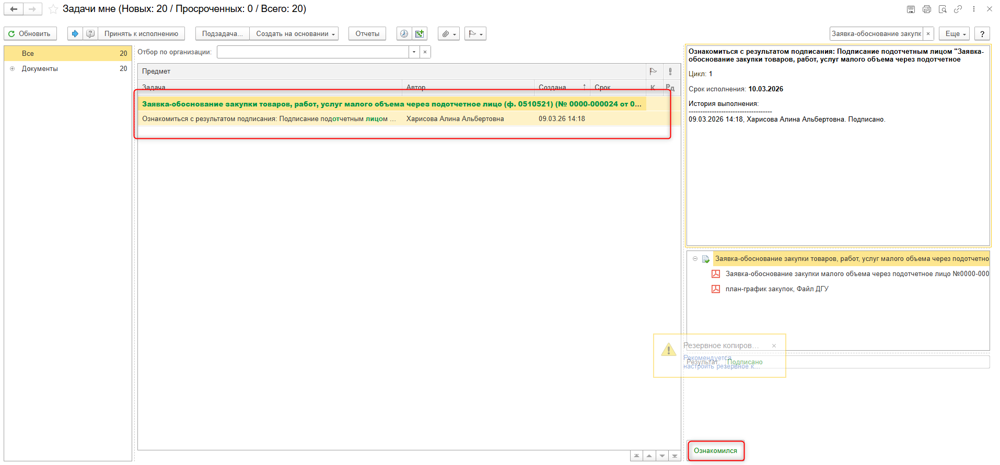 Задачи мне (Новых: 20 / Просроченных: 0 / Всего: 20)
Обновить
Принять к исполнению
Подзадача...
Создать на основании
Отчеты
Заявка-обоснование закупк ×
Еще
?
Все 20
Документы 20
Отбор по организации:
Предмет
Задача Автор Создана ↑ Срок К Рд
Заявка-обоснование закупки товаров, работ, услуг малого объема через подотчетное лицо (ф. 0510521) (№ 0000-000024 от 0...
Ознакомиться с результатом подписания: Подписание подотчетным лицом ... Харисова Алина Альбертовна 09.03.26 14:18
Ознакомиться с результатом подписания: Подписание подотчетным лицом "Заявка-
обоснование закупки товаров, работ, услуг малого объема через подотчетное
Цикл: 1
Срок исполнения: 10.03.2026
История выполнения:
-----------------------------------
09.03.2026 14:18, Харисова Алина Альбертовна. Подписано.
Заявка-обоснование закупки товаров, работ, услуг малого объема через подотчетно
Заявка-обоснование закупки малого объема через подотчетное лицо №0000-000
план-график закупок, Файл ДГУ
Резервное копиров... ×
Рекомендуется
настроить резервное к...
Результат: Подписано
Ознакомился